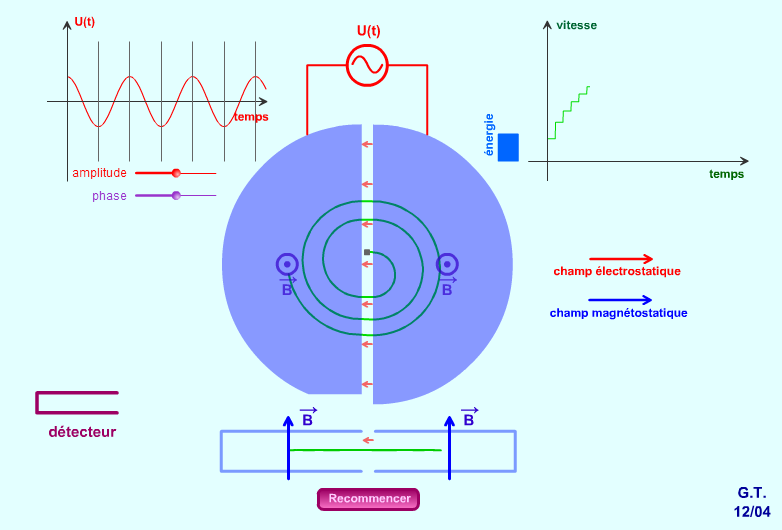 U(t)
temps
amplitude
phase
U(t)
vitesse
énergie
temps
B
B
champ électrostatique
champ magnétostatique
détecteur
B
B
Recommencer
G.T.
12/04